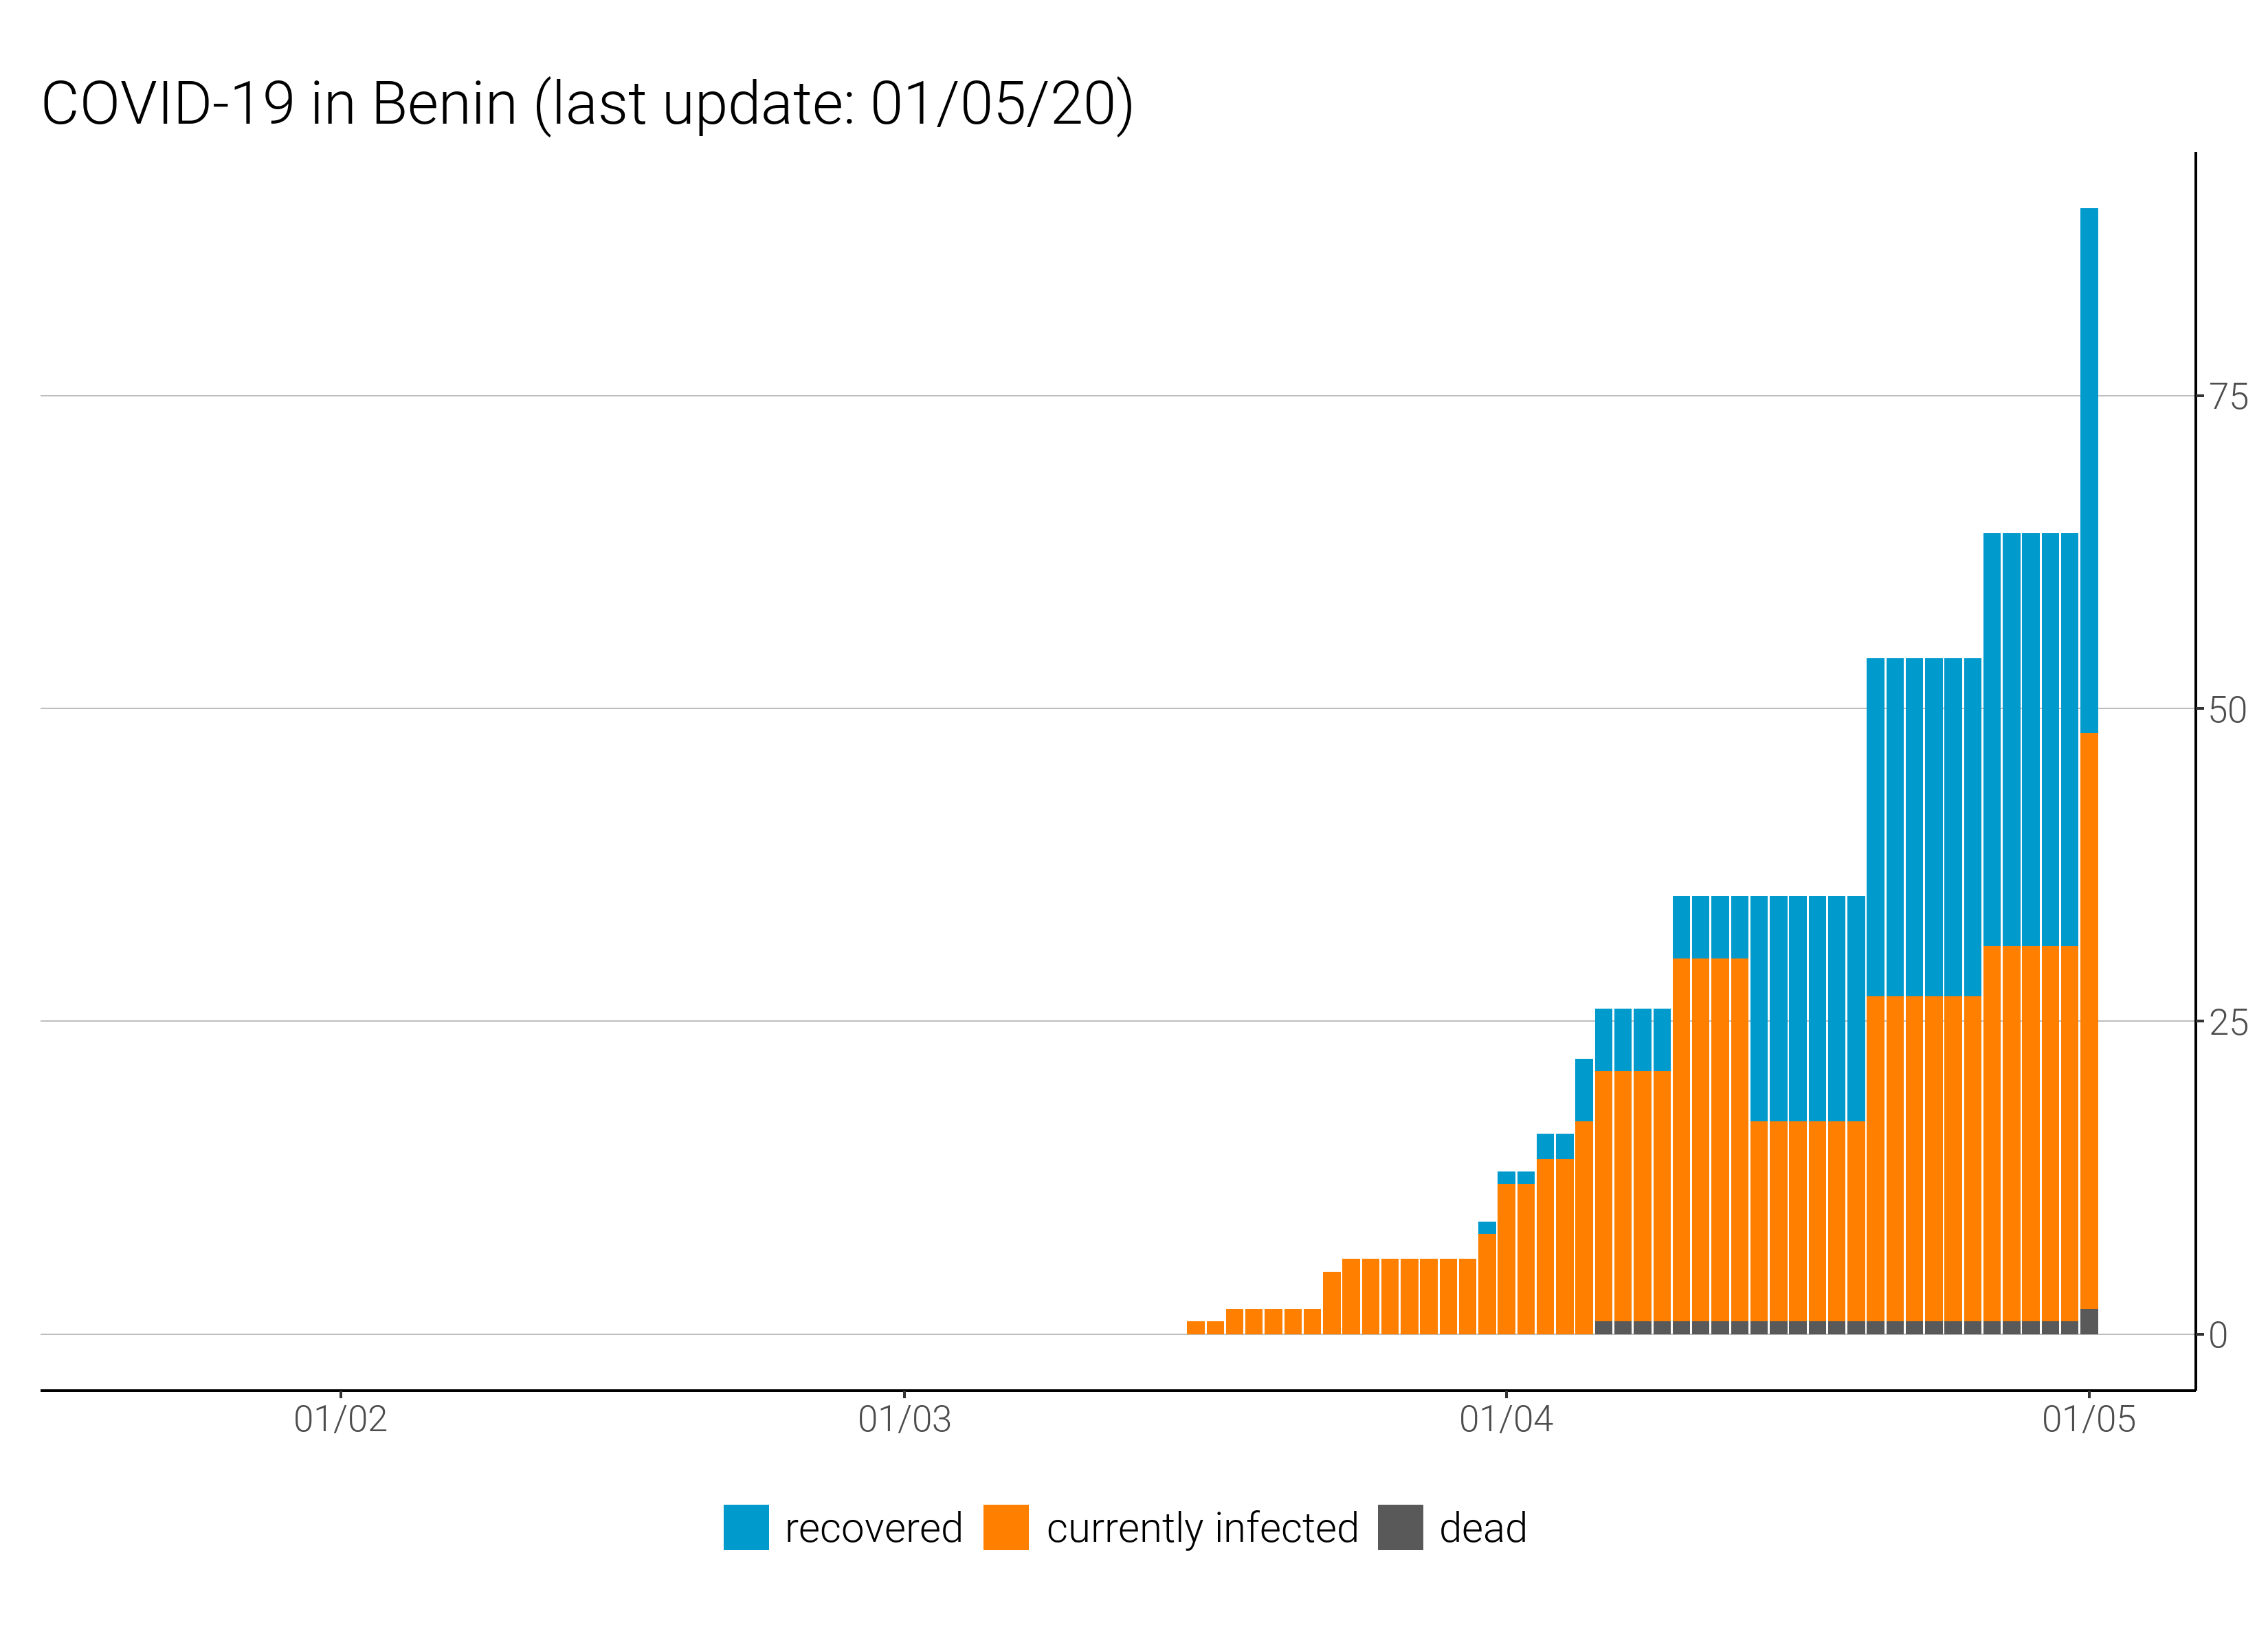 COVID-19 in Benin (last update: 01/05/20)
75
50
25
0
01/02 01/03 01/04 01/05
recovered currently infected dead